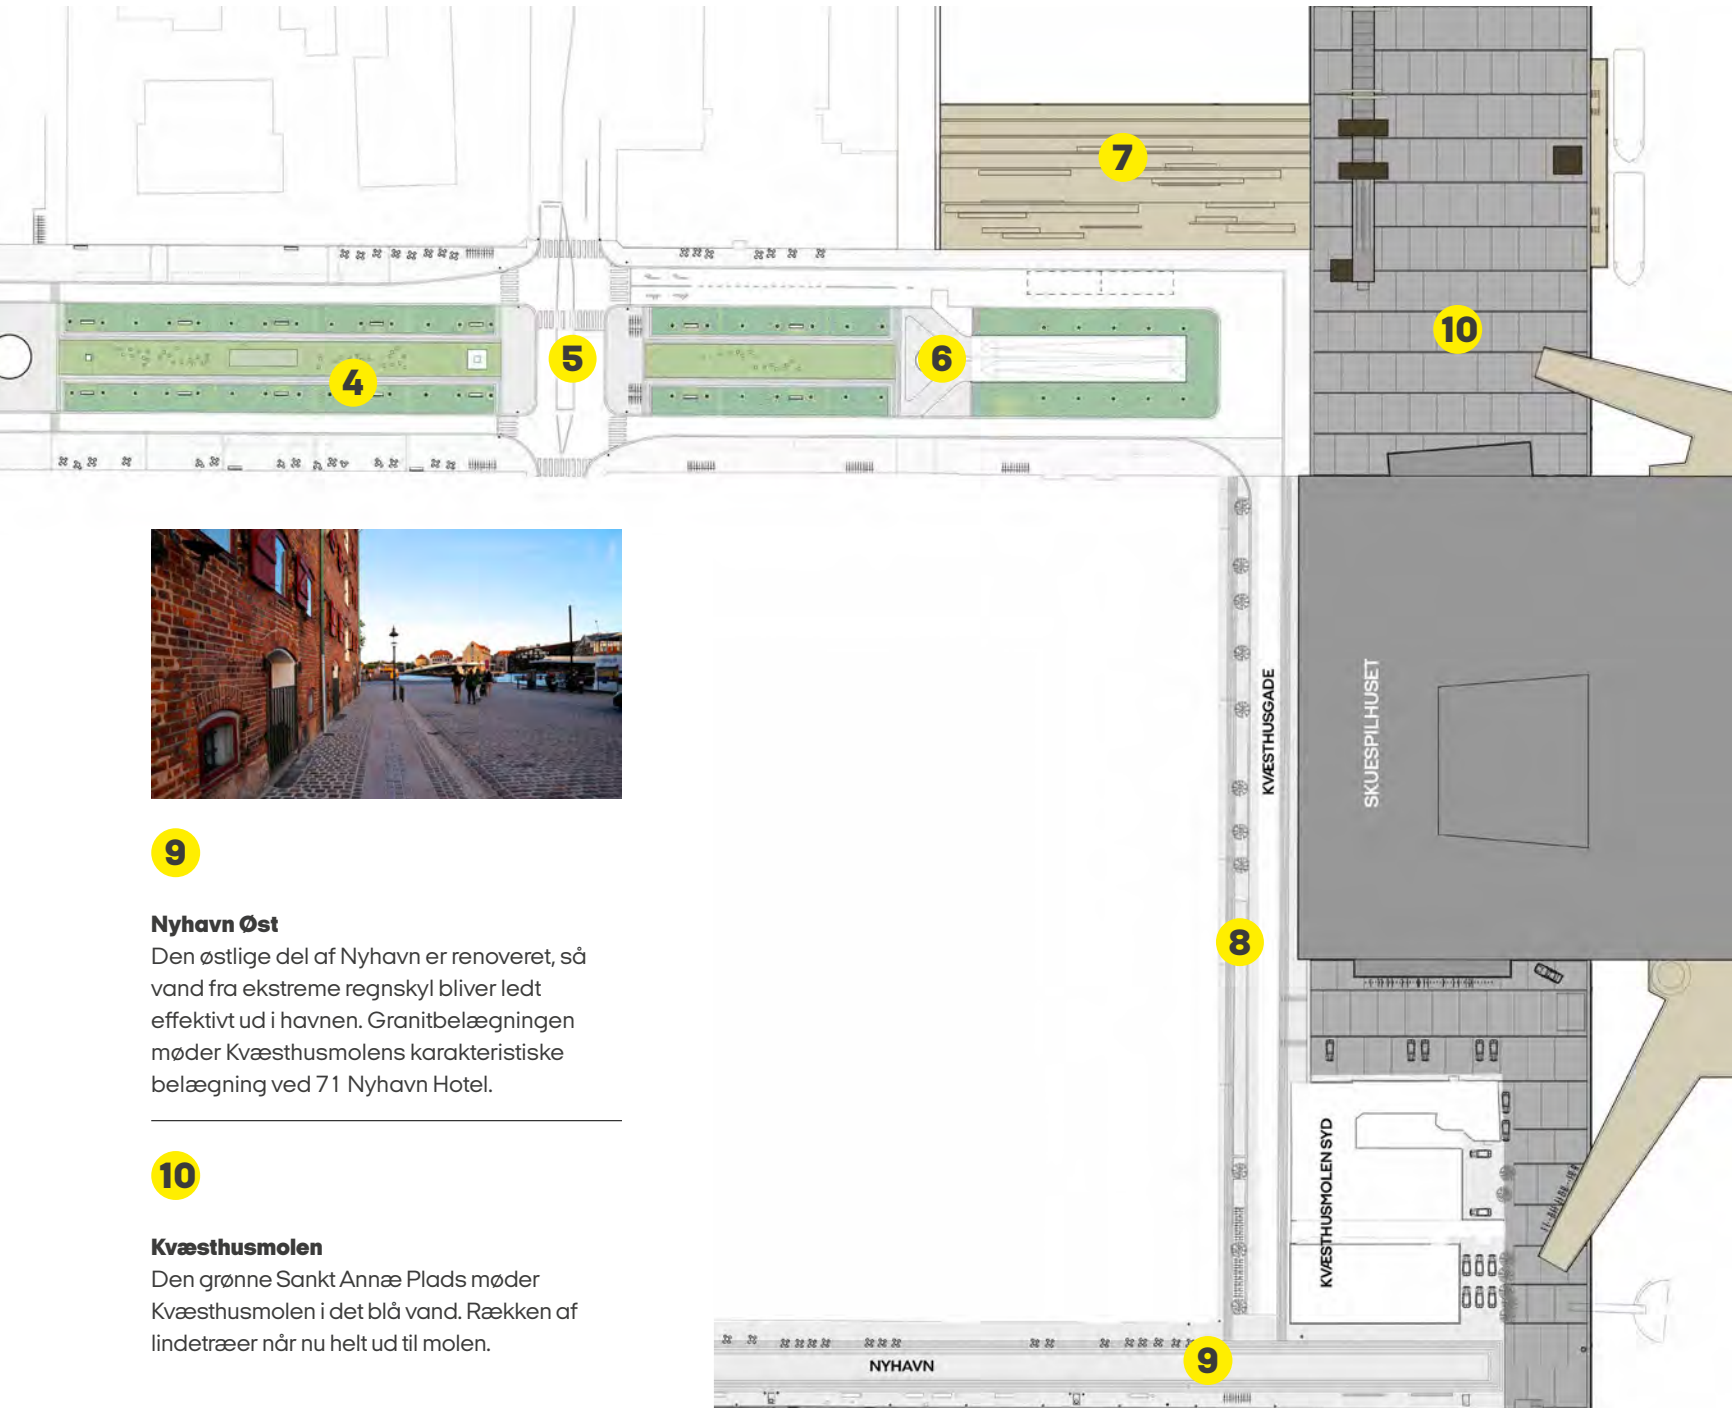 7
10
5
6
4
KVÆSTHUSGADE
SKUESPILHUSET
8
KVÆSTHUSMOLEN SYD
9
NYHAVN
9
Nyhavn Øst
Den østlige del af Nyhavn er renoveret, så
vand fra ekstreme regnskyl bliver ledt
effektivt ud i havnen. Granitbelægningen
møder Kvæsthusmolens karakteristiske
belægning ved 71 Nyhavn Hotel.
10
Kvæsthusmolen
Den grønne Sankt Annæ Plads møder
Kvæsthusmolen i det blå vand. Rækken af
lindetræer når nu helt ud til molen.